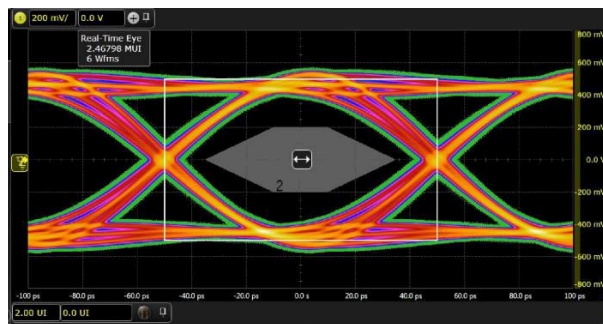 1 200 mV/ 0.0 V +
Real-Time Eye
2.46798 MUI
6 Wfms
800 mV
600 mV
400 mV
200 mV
0.0 V
-200 mV
-400 mV
-600 mV
-800 mV
2
-100 ps -80.0 ps -60.0 ps -40.0 ps -20.0 ps 0.0 s 20.0 ps 40.0 ps 60.0 ps 80.0 ps 100 ps
2.00 UI 0.0 UI